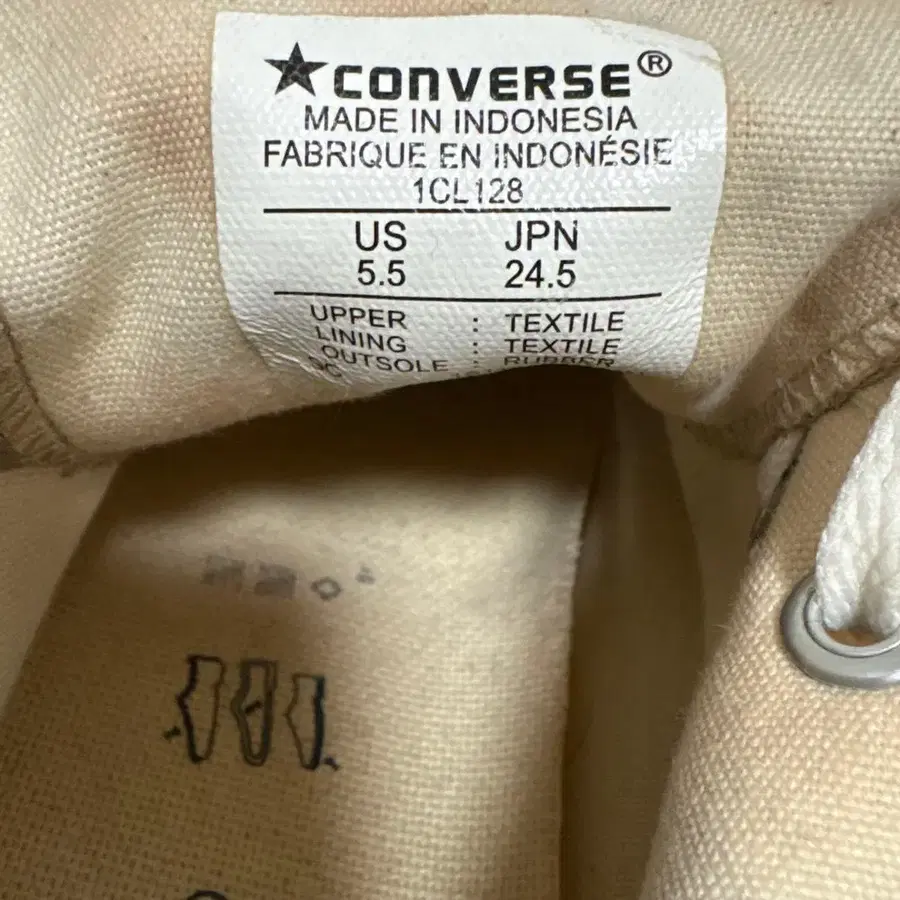 ★CONVERSE®
MADE IN INDONESIA
FABRIQUE EN INDONÉSIE
1CL128
US JPN
5.5 24.5
UPPER : TEXTILE
LINING : TEXTILE
OUTSOLE : RUBBER